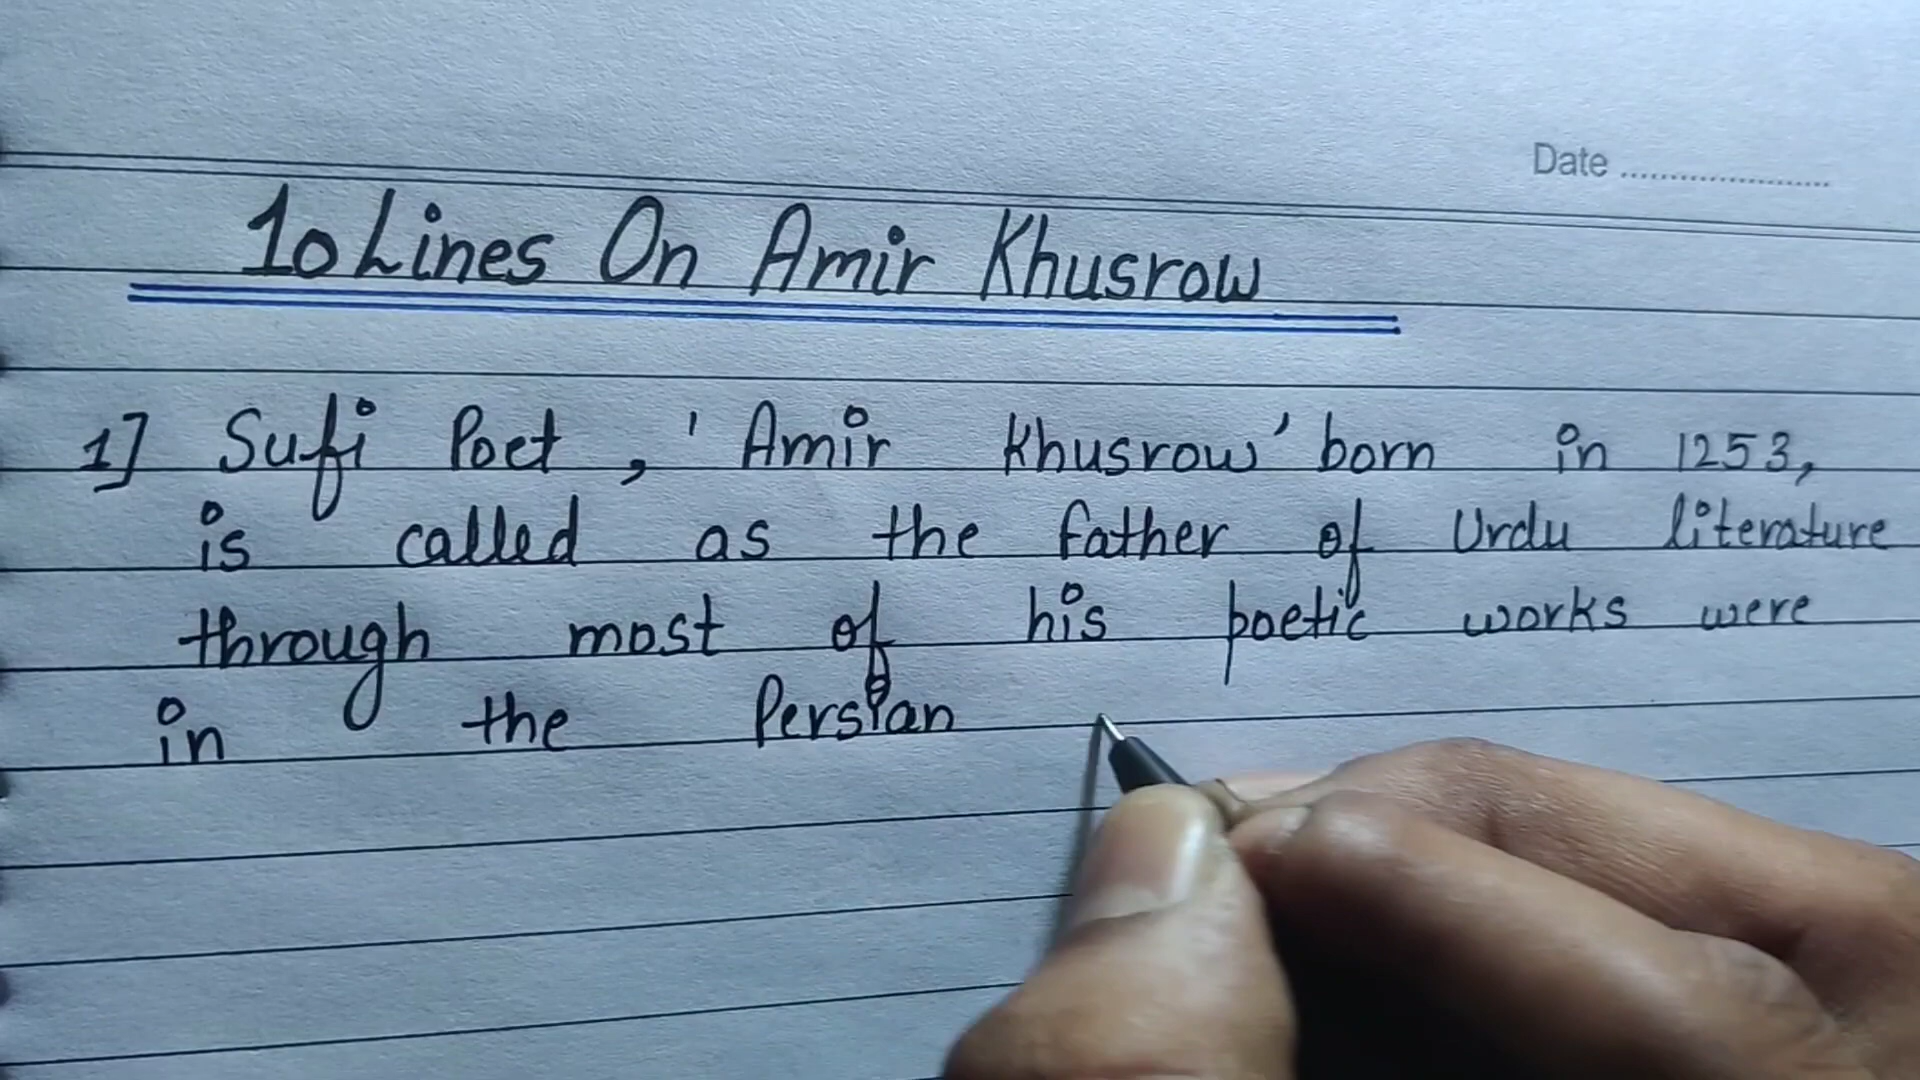 Date ........................
10 Lines On Amir Khusrow
1] Sufi Poet, 'Amir Khusrow' born in 1253,
is called as the father of Urdu literature
through most of his poetic works were
in the Persian